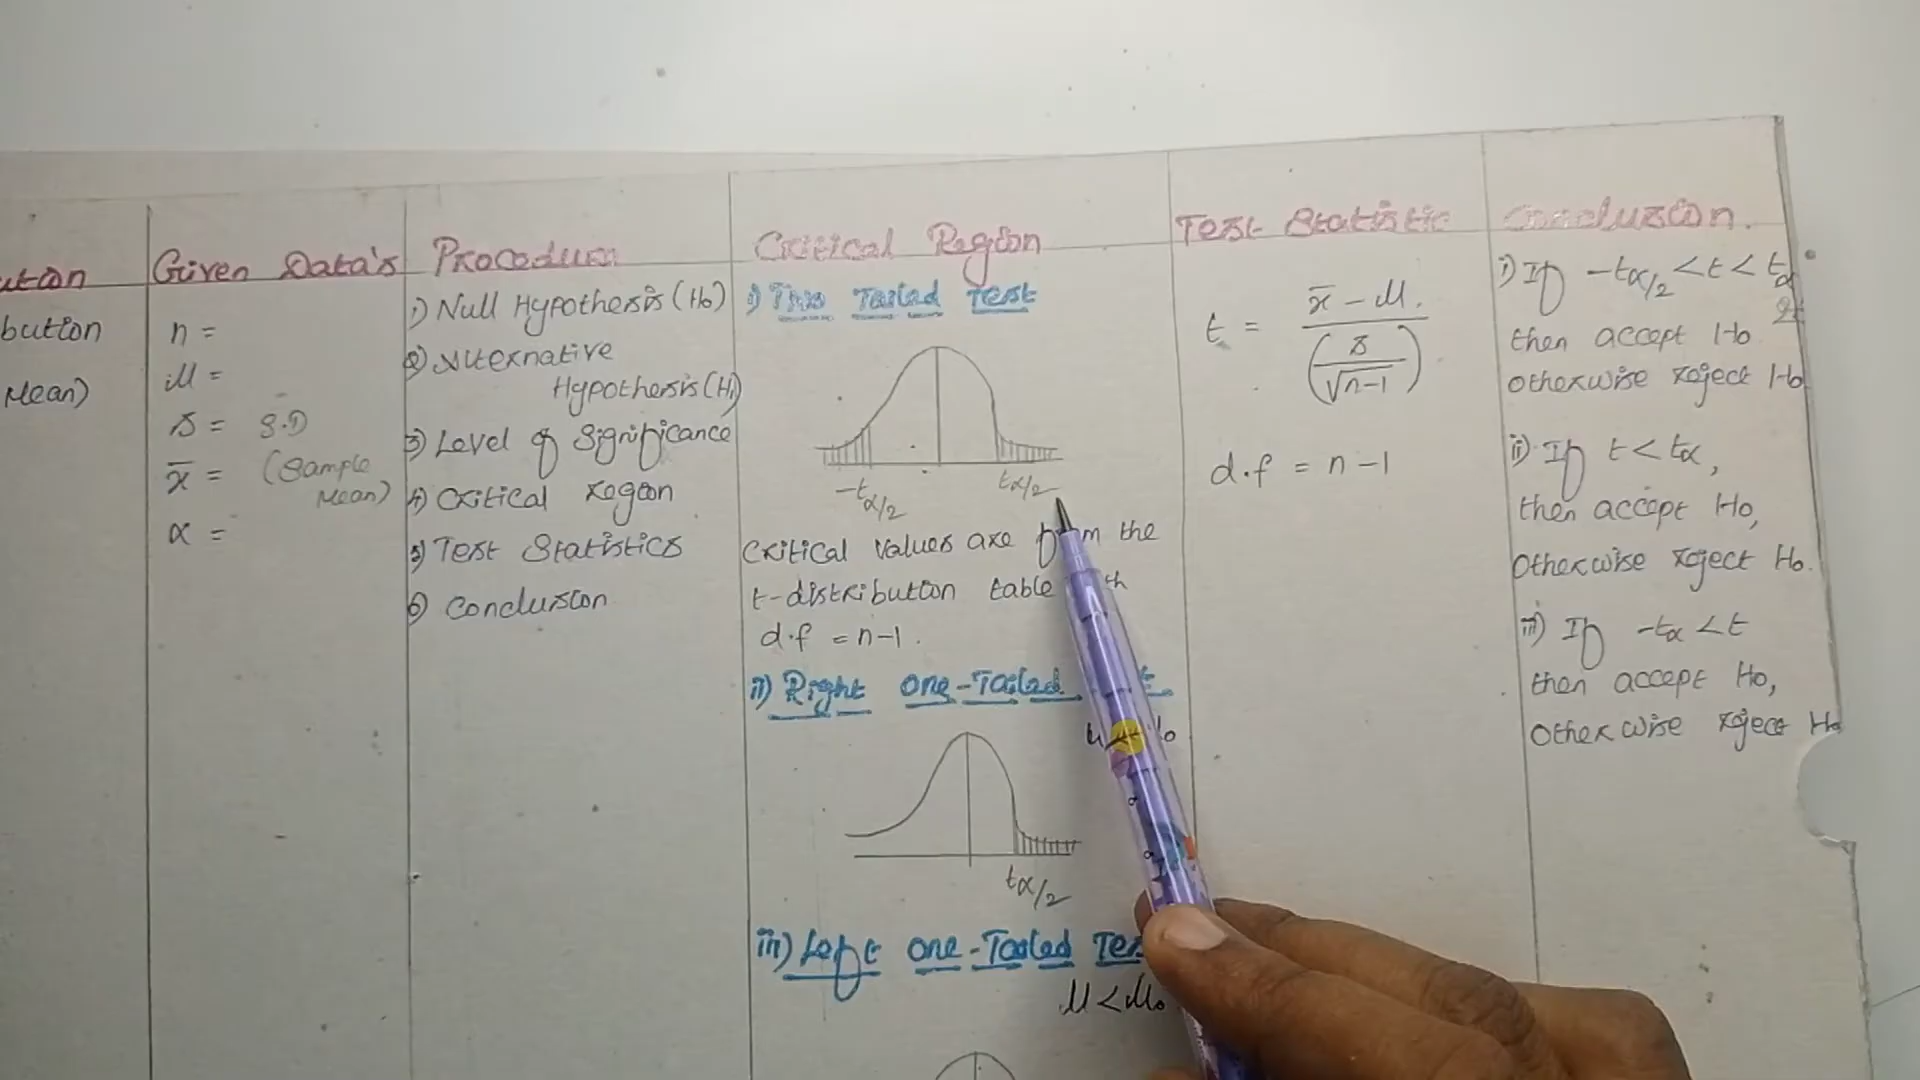 Given Data's
Procedure
Critical Region
Test Statistic
Conclusion.
bution
Mean)
n =
μ =
s = S.D
x̄ = (Sample
Mean)
α =
1) Null Hypothesis (H0)
2) Alternative
Hypothesis (H1)
3) Level of Significance
4) Critical region
5) Test Statistics
6) Conclusion
i) Two Tailed Test
-tα/2
tα/2
Critical values are from the
t-distribution table
d.f = n-1.
ii) Right One-Tailed
tα/2
iii) Left One-Tailed
μ < μ0
t = x̄ - μ / (s/√n-1)
d.f = n-1
i) If -tα/2 < t < tα/2
then accept H0
otherwise reject H0
ii) If t < tα,
then accept H0,
Otherwise reject H0.
iii) If -tα < t
then accept H0,
Otherwise reject H0